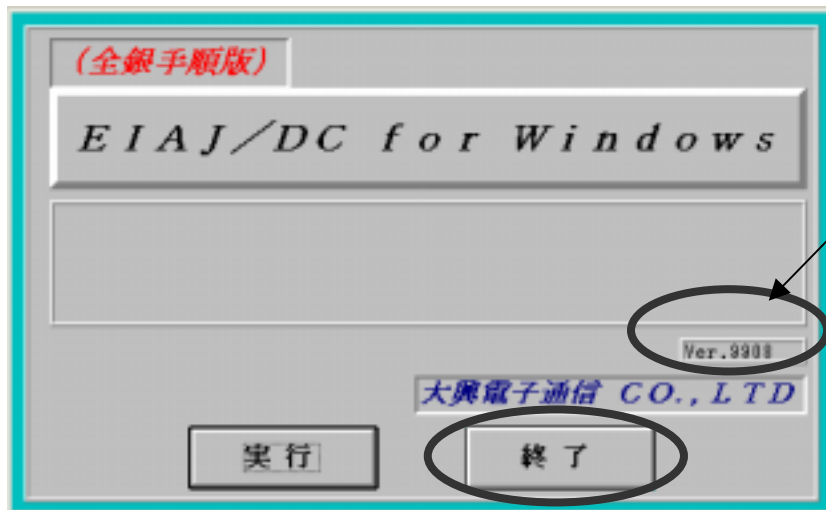 (全銀手順版)
EIAJ/DC for Windows
Ver.9908
大興電子通信 CO.,LTD
実行
終了